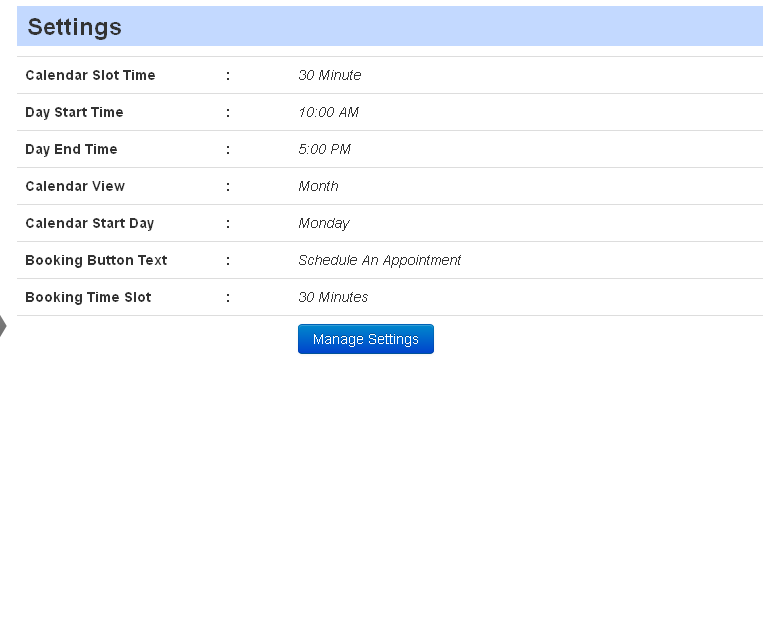 Settings
Calendar Slot Time : 30 Minute
Day Start Time : 10:00 AM
Day End Time : 5:00 PM
Calendar View : Month
Calendar Start Day : Monday
Booking Button Text : Schedule An Appointment
Booking Time Slot : 30 Minutes
Manage Settings